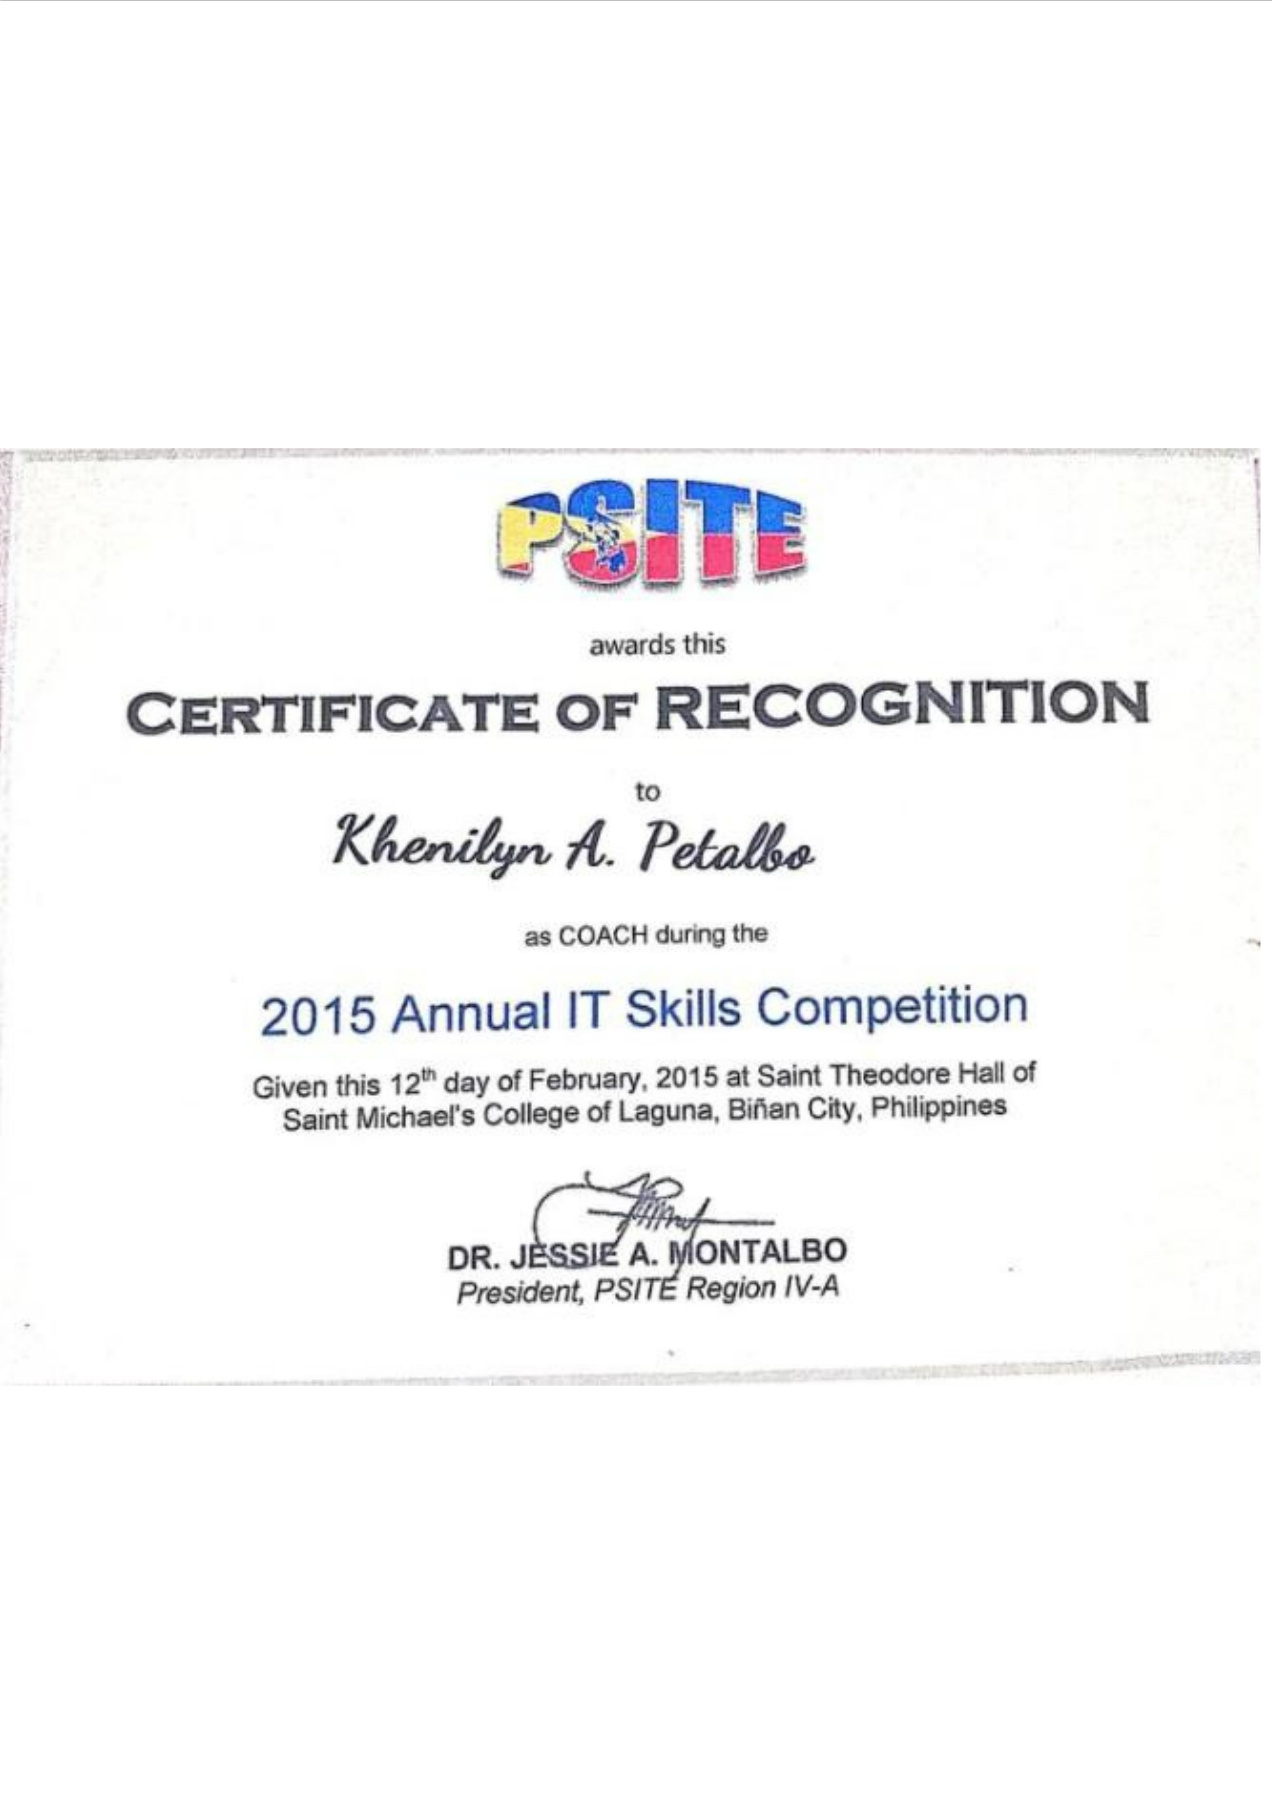 PSITE
awards this
CERTIFICATE OF RECOGNITION
to
Khenilyn A. Petalbo
as COACH during the
2015 Annual IT Skills Competition
Given this 12th day of February, 2015 at Saint Theodore Hall of
Saint Michael's College of Laguna, Biñan City, Philippines
DR. JESSIE A. MONTALBO
President, PSITE Region IV-A